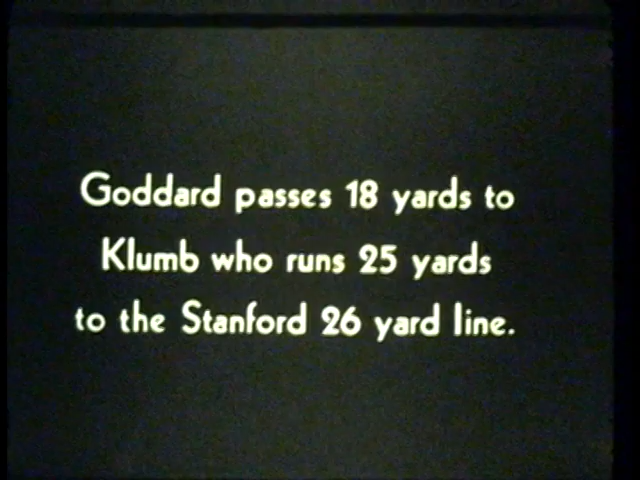 Goddard passes 18 yards to
Klumb who runs 25 yards
to the Stanford 26 yard line.